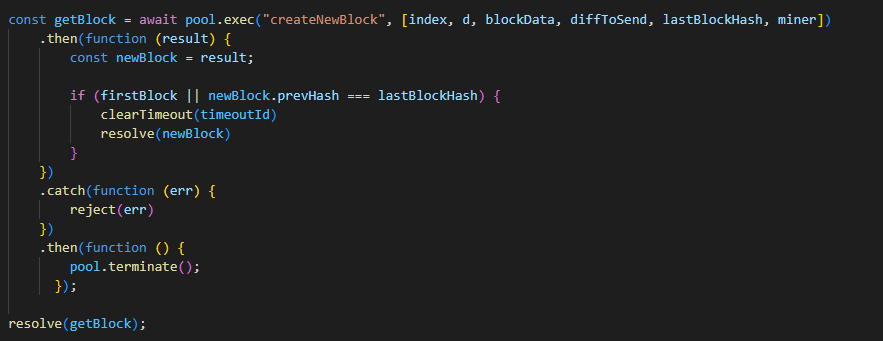 const getBlock = await pool.exec("createNewBlock", [index, d, blockData, diffToSend, lastBlockHash, miner])
    .then(function (result) {
        const newBlock = result;

        if (firstBlock || newBlock.prevHash === lastBlockHash) {
            clearTimeout(timeoutId)
            resolve(newBlock)
        }
    })
    .catch(function (err) {
        reject(err)
    })
    .then(function () {
        pool.terminate();
      });

resolve(getBlock);